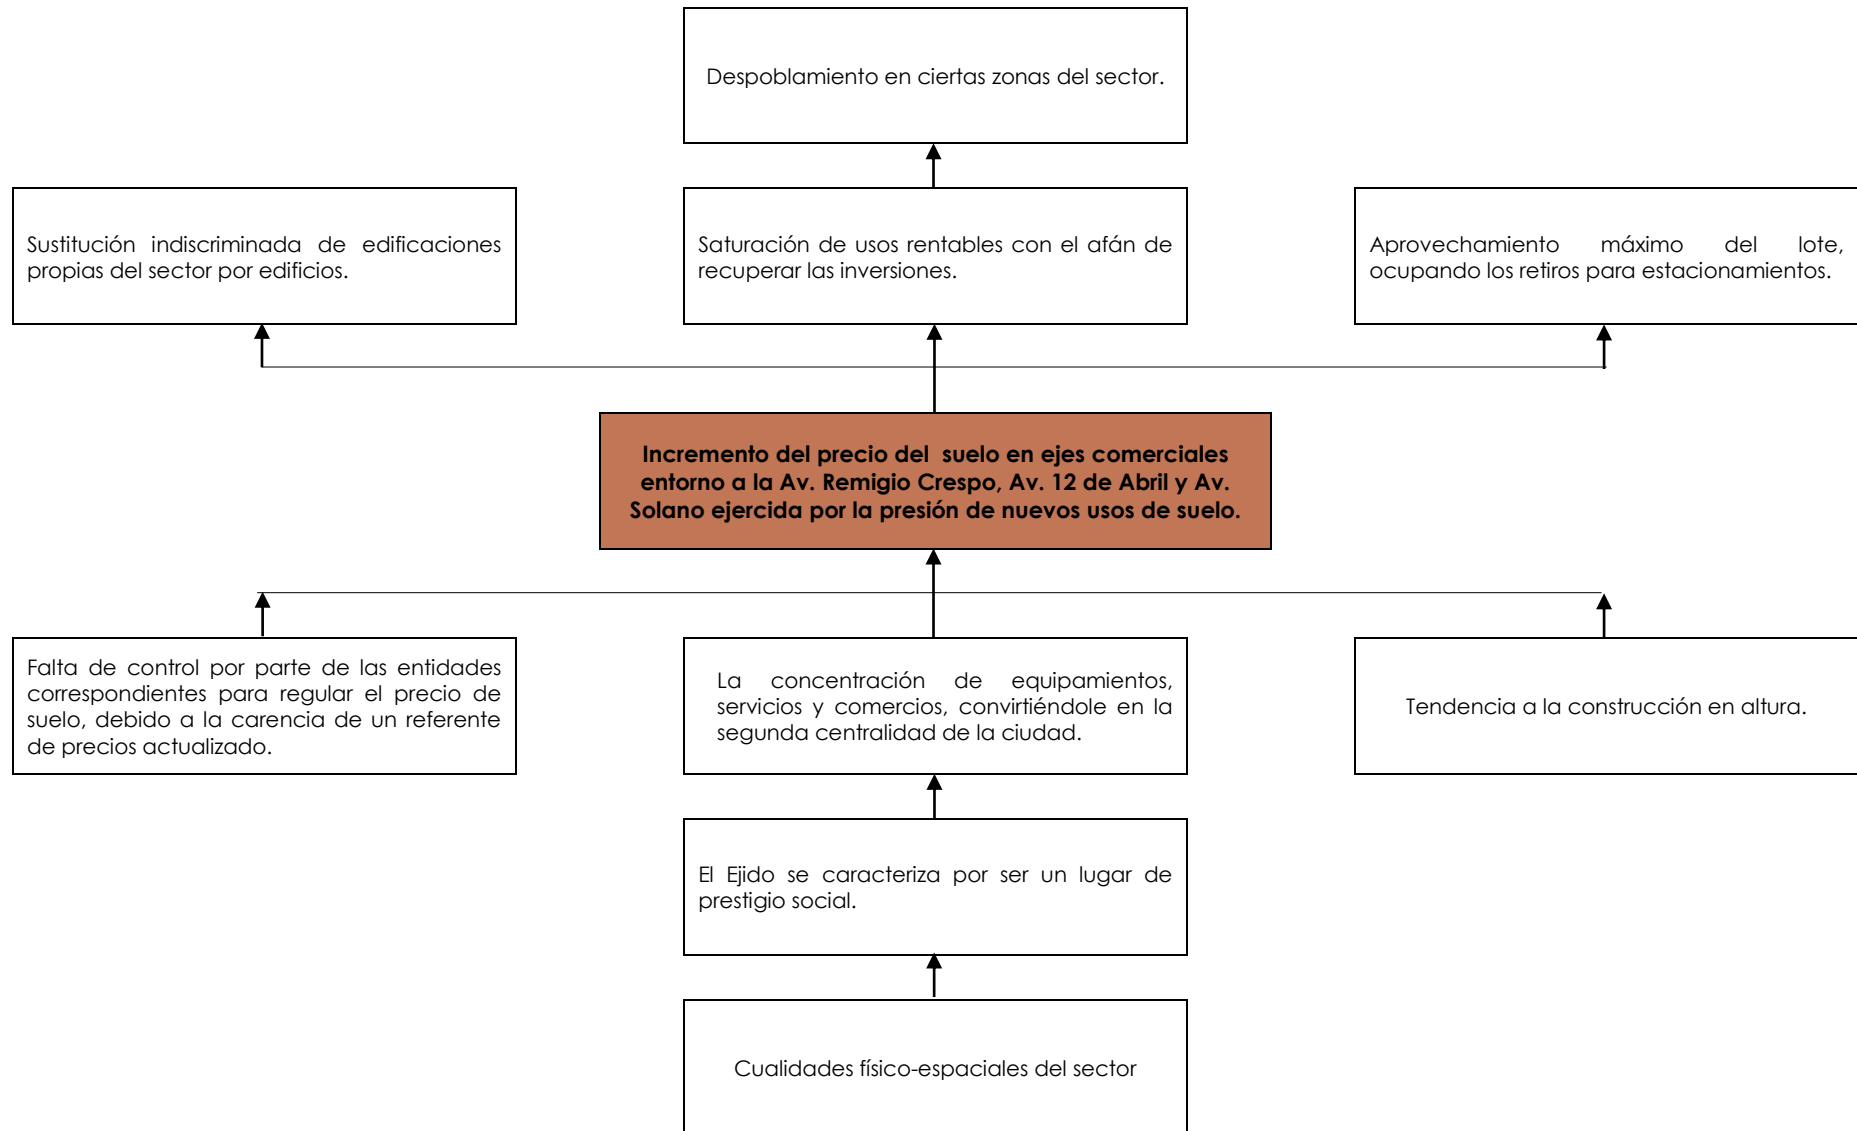 Despoblamiento en ciertas zonas del sector.
Sustitución indiscriminada de edificaciones
propias del sector por edificios.
Saturación de usos rentables con el afán de
recuperar las inversiones.
Aprovechamiento máximo del lote,
ocupando los retiros para estacionamientos.
Incremento del precio del suelo en ejes comerciales
entorno a la Av. Remigio Crespo, Av. 12 de Abril y Av.
Solano ejercida por la presión de nuevos usos de suelo.
Falta de control por parte de las entidades
correspondientes para regular el precio de
suelo, debido a la carencia de un referente
de precios actualizado.
La concentración de equipamientos,
servicios y comercios, convirtiéndole en la
segunda centralidad de la ciudad.
Tendencia a la construcción en altura.
El Ejido se caracteriza por ser un lugar de
prestigio social.
Cualidades físico-espaciales del sector